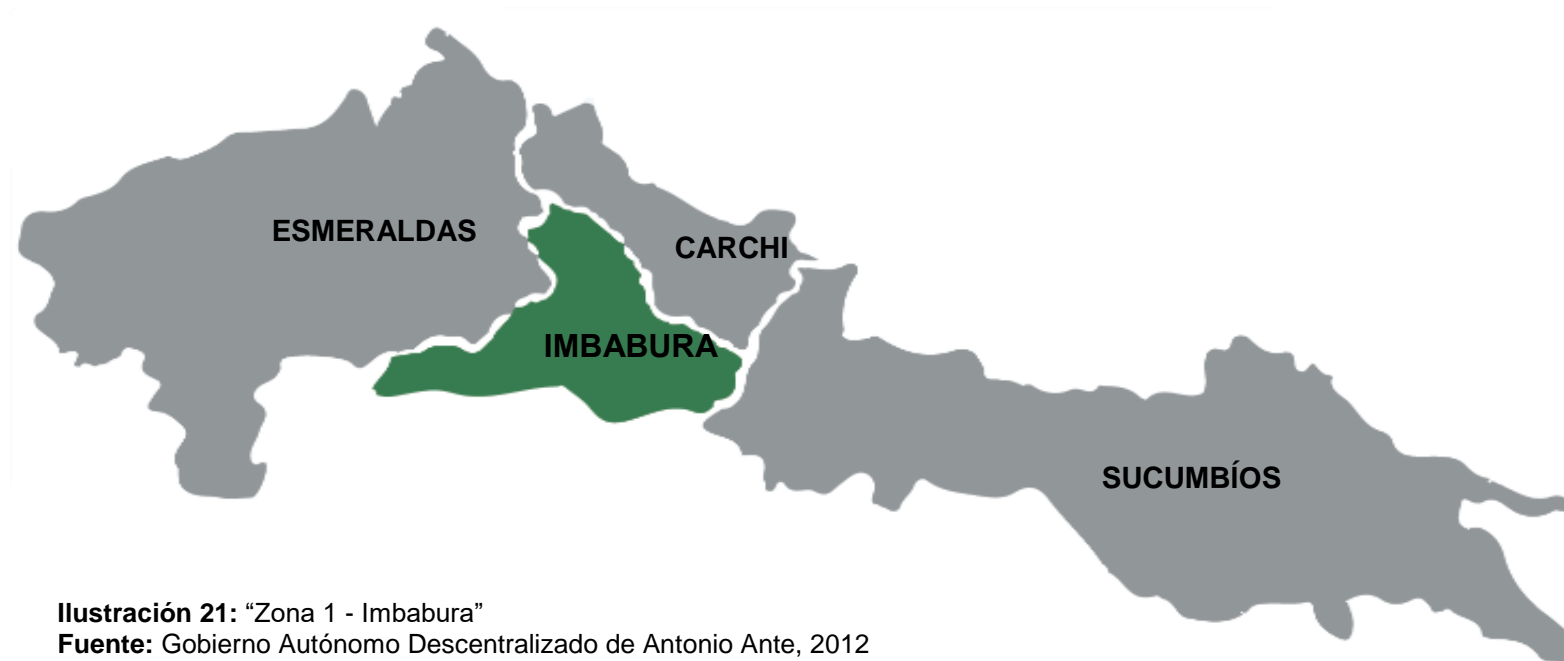 ESMERALDAS
CARCHI
IMBABURA
SUCUMBÍOS
Ilustración 21: “Zona 1 - Imbabura”
Fuente: Gobierno Autónomo Descentralizado de Antonio Ante, 2012